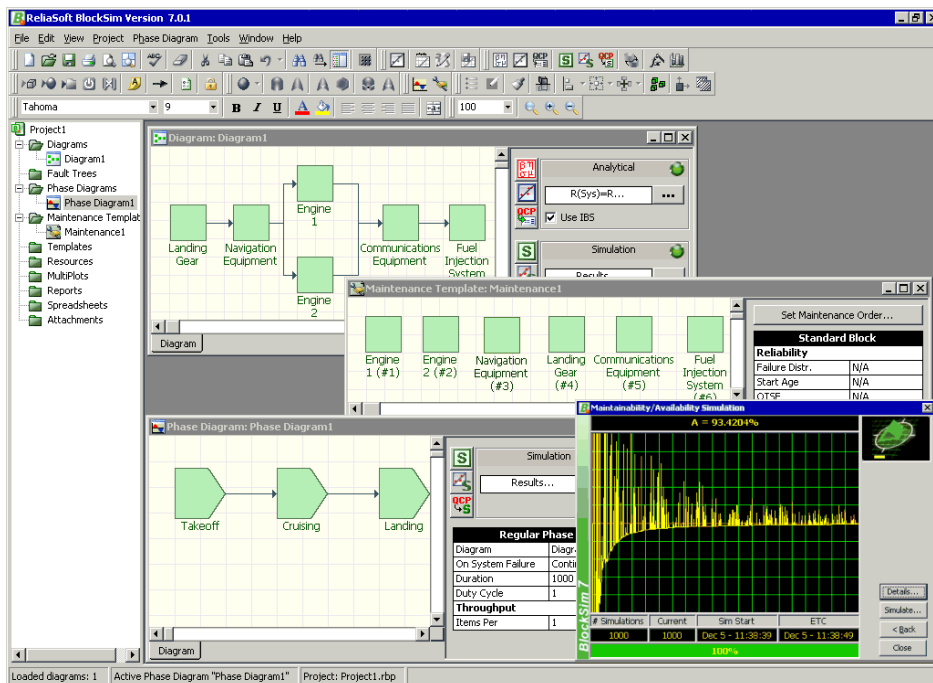 ReliaSoft BlockSim Version 7.0.1
File Edit View Project Phase Diagram Tools Window Help
Tahoma 9 B I U A 100
Project1
Diagrams
Diagram1
Fault Trees
Phase Diagrams
Phase Diagram1
Maintenance Templat
Maintenance1
Templates
Resources
MultiPlots
Reports
Spreadsheets
Attachments
Diagram: Diagram1
Landing
Gear
Navigation
Equipment
Engine
1
Engine
2
Communications
Equipment
Fuel
Injection
System
Diagram
Analytical
R(Sys)=R... ...
QCP
Use IBS
S
Simulation
Results
Maintenance Template: Maintenance1
Engine
1 (#1)
Engine
2 (#2)
Navigation
Equipment
(#3)
Landing
Gear
(#4)
Communications
Equipment
(#5)
Fuel
Injection
System
(#6)
Set Maintenance Order...
Standard Block
Reliability
Failure Distr. N/A
Start Age N/A
OTSF N/A
Phase Diagram: Phase Diagram1
Takeoff
Cruising
Landing
Diagram
S
Simulation
Results...
QCP
S
Regular Phase
Diagram Diagr
On System Failure Contin
Duration 1000
Duty Cycle 1
Throughput
Items Per 1
Maintainability/Availability Simulation
A = 93.4204%
BlockSim 7
# Simulations Current Sim Start ETC
1000 1000 Dec 5 - 11:38:39 Dec 5 - 11:38:49
100%
Details...
Simulate...
< Back
Close
Loaded diagrams: 1 Active Phase Diagram "Phase Diagram1" Project: Project1.rbp